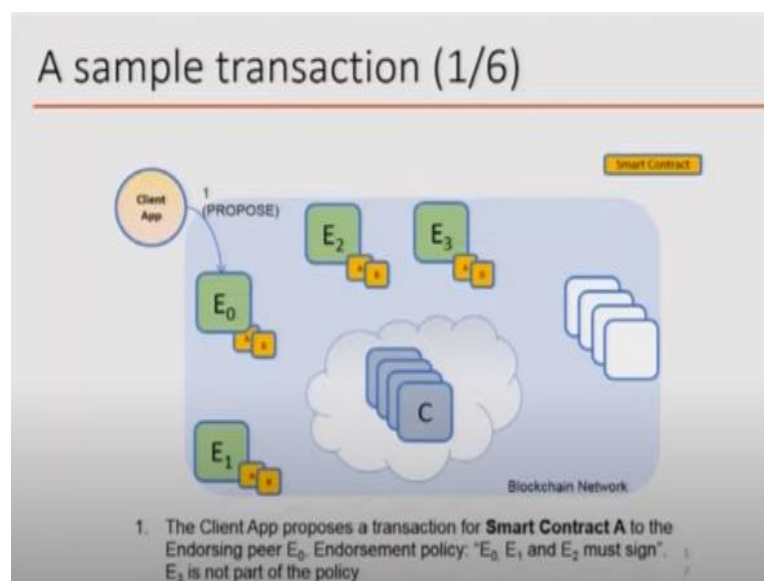 A sample transaction (1/6)
Smart Contract
Client
App
1
(PROPOSE)
E2
E3
A B
E0
A B
C
E1
A B
Blockchain Network
1. The Client App proposes a transaction for Smart Contract A to the
Endorsing peer E0. Endorsement policy: "E0, E1 and E2 must sign".
E3 is not part of the policy